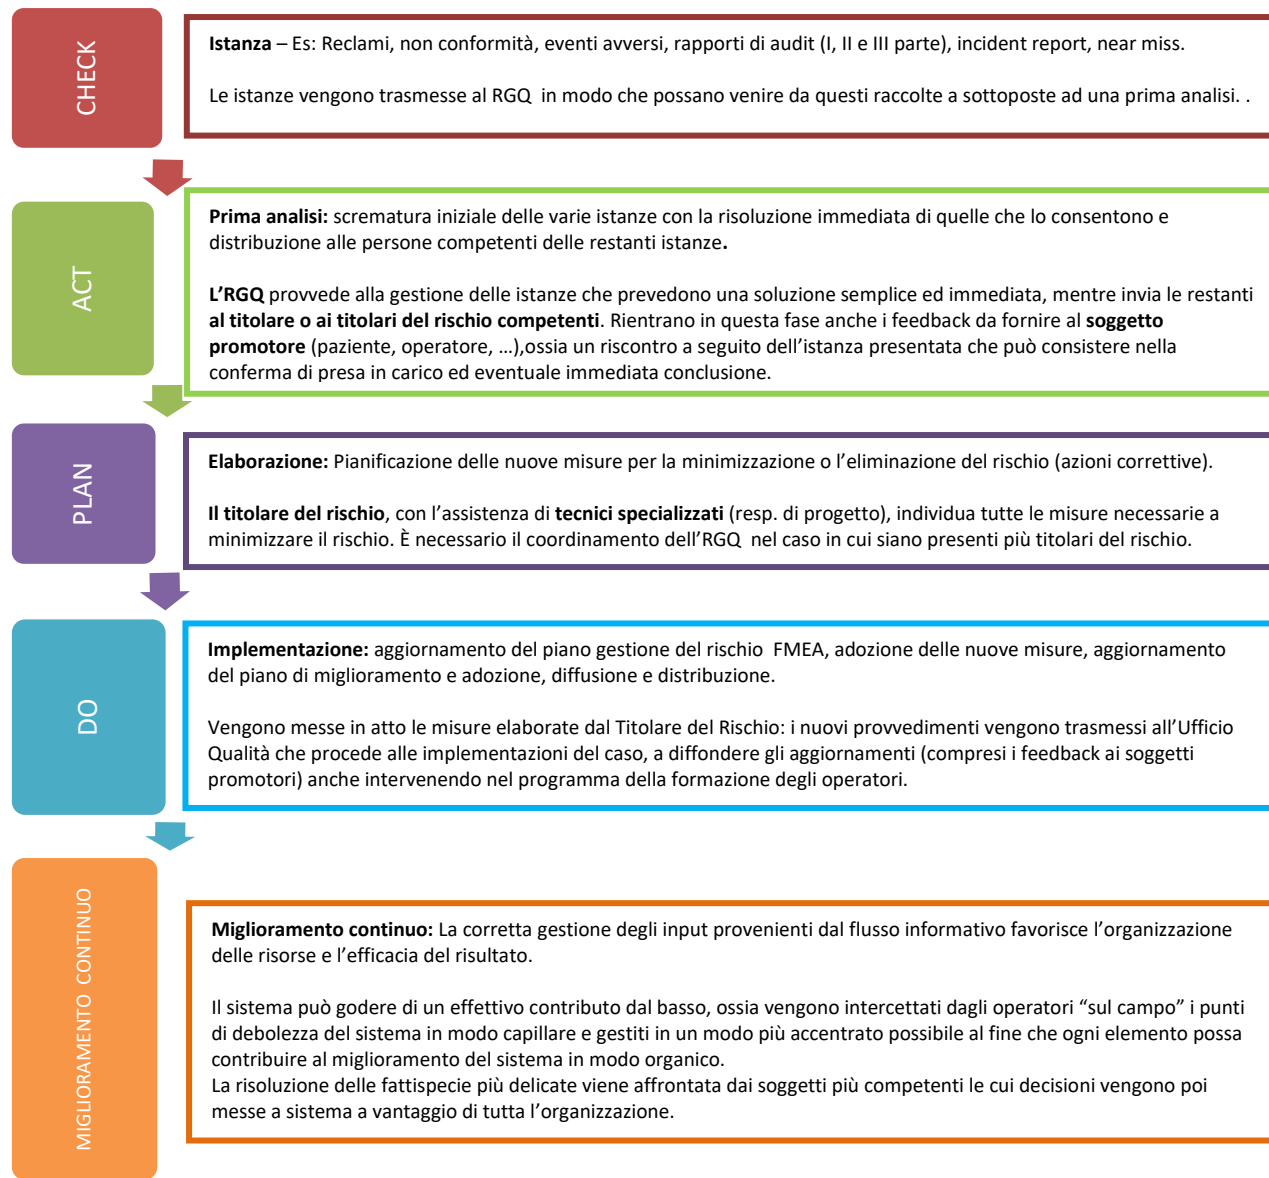 CHECK
Istanza – Es: Reclami, non conformità, eventi avversi, rapporti di audit (I, II e III parte), incident report, near miss.
Le istanze vengono trasmesse al RGQ in modo che possano venire da questi raccolte a sottoposte ad una prima analisi. .
ACT
Prima analisi: scrematura iniziale delle varie istanze con la risoluzione immediata di quelle che lo consentono e
distribuzione alle persone competenti delle restanti istanze.
L’RGQ provvede alla gestione delle istanze che prevedono una soluzione semplice ed immediata, mentre invia le restanti
al titolare o ai titolari del rischio competenti. Rientrano in questa fase anche i feedback da fornire al soggetto
promotore (paziente, operatore, …),ossia un riscontro a seguito dell’istanza presentata che può consistere nella
conferma di presa in carico ed eventuale immediata conclusione.
PLAN
Elaborazione: Pianificazione delle nuove misure per la minimizzazione o l’eliminazione del rischio (azioni correttive).
Il titolare del rischio, con l’assistenza di tecnici specializzati (resp. di progetto), individua tutte le misure necessarie a
minimizzare il rischio. È necessario il coordinamento dell’RGQ nel caso in cui siano presenti più titolari del rischio.
DO
Implementazione: aggiornamento del piano gestione del rischio FMEA, adozione delle nuove misure, aggiornamento
del piano di miglioramento e adozione, diffusione e distribuzione.
Vengono messe in atto le misure elaborate dal Titolare del Rischio: i nuovi provvedimenti vengono trasmessi all’Ufficio
Qualità che procede alle implementazioni del caso, a diffondere gli aggiornamenti (compresi i feedback ai soggetti
promotori) anche intervenendo nel programma della formazione degli operatori.
MIGLIORAMENTO CONTINUO
Miglioramento continuo: La corretta gestione degli input provenienti dal flusso informativo favorisce l’organizzazione
delle risorse e l’efficacia del risultato.
Il sistema può godere di un effettivo contributo dal basso, ossia vengono intercettati dagli operatori “sul campo” i punti
di debolezza del sistema in modo capillare e gestiti in un modo più accentrato possibile al fine che ogni elemento possa
contribuire al miglioramento del sistema in modo organico.
La risoluzione delle fattispecie più delicate viene affrontata dai soggetti più competenti le cui decisioni vengono poi
messe a sistema a vantaggio di tutta l’organizzazione.